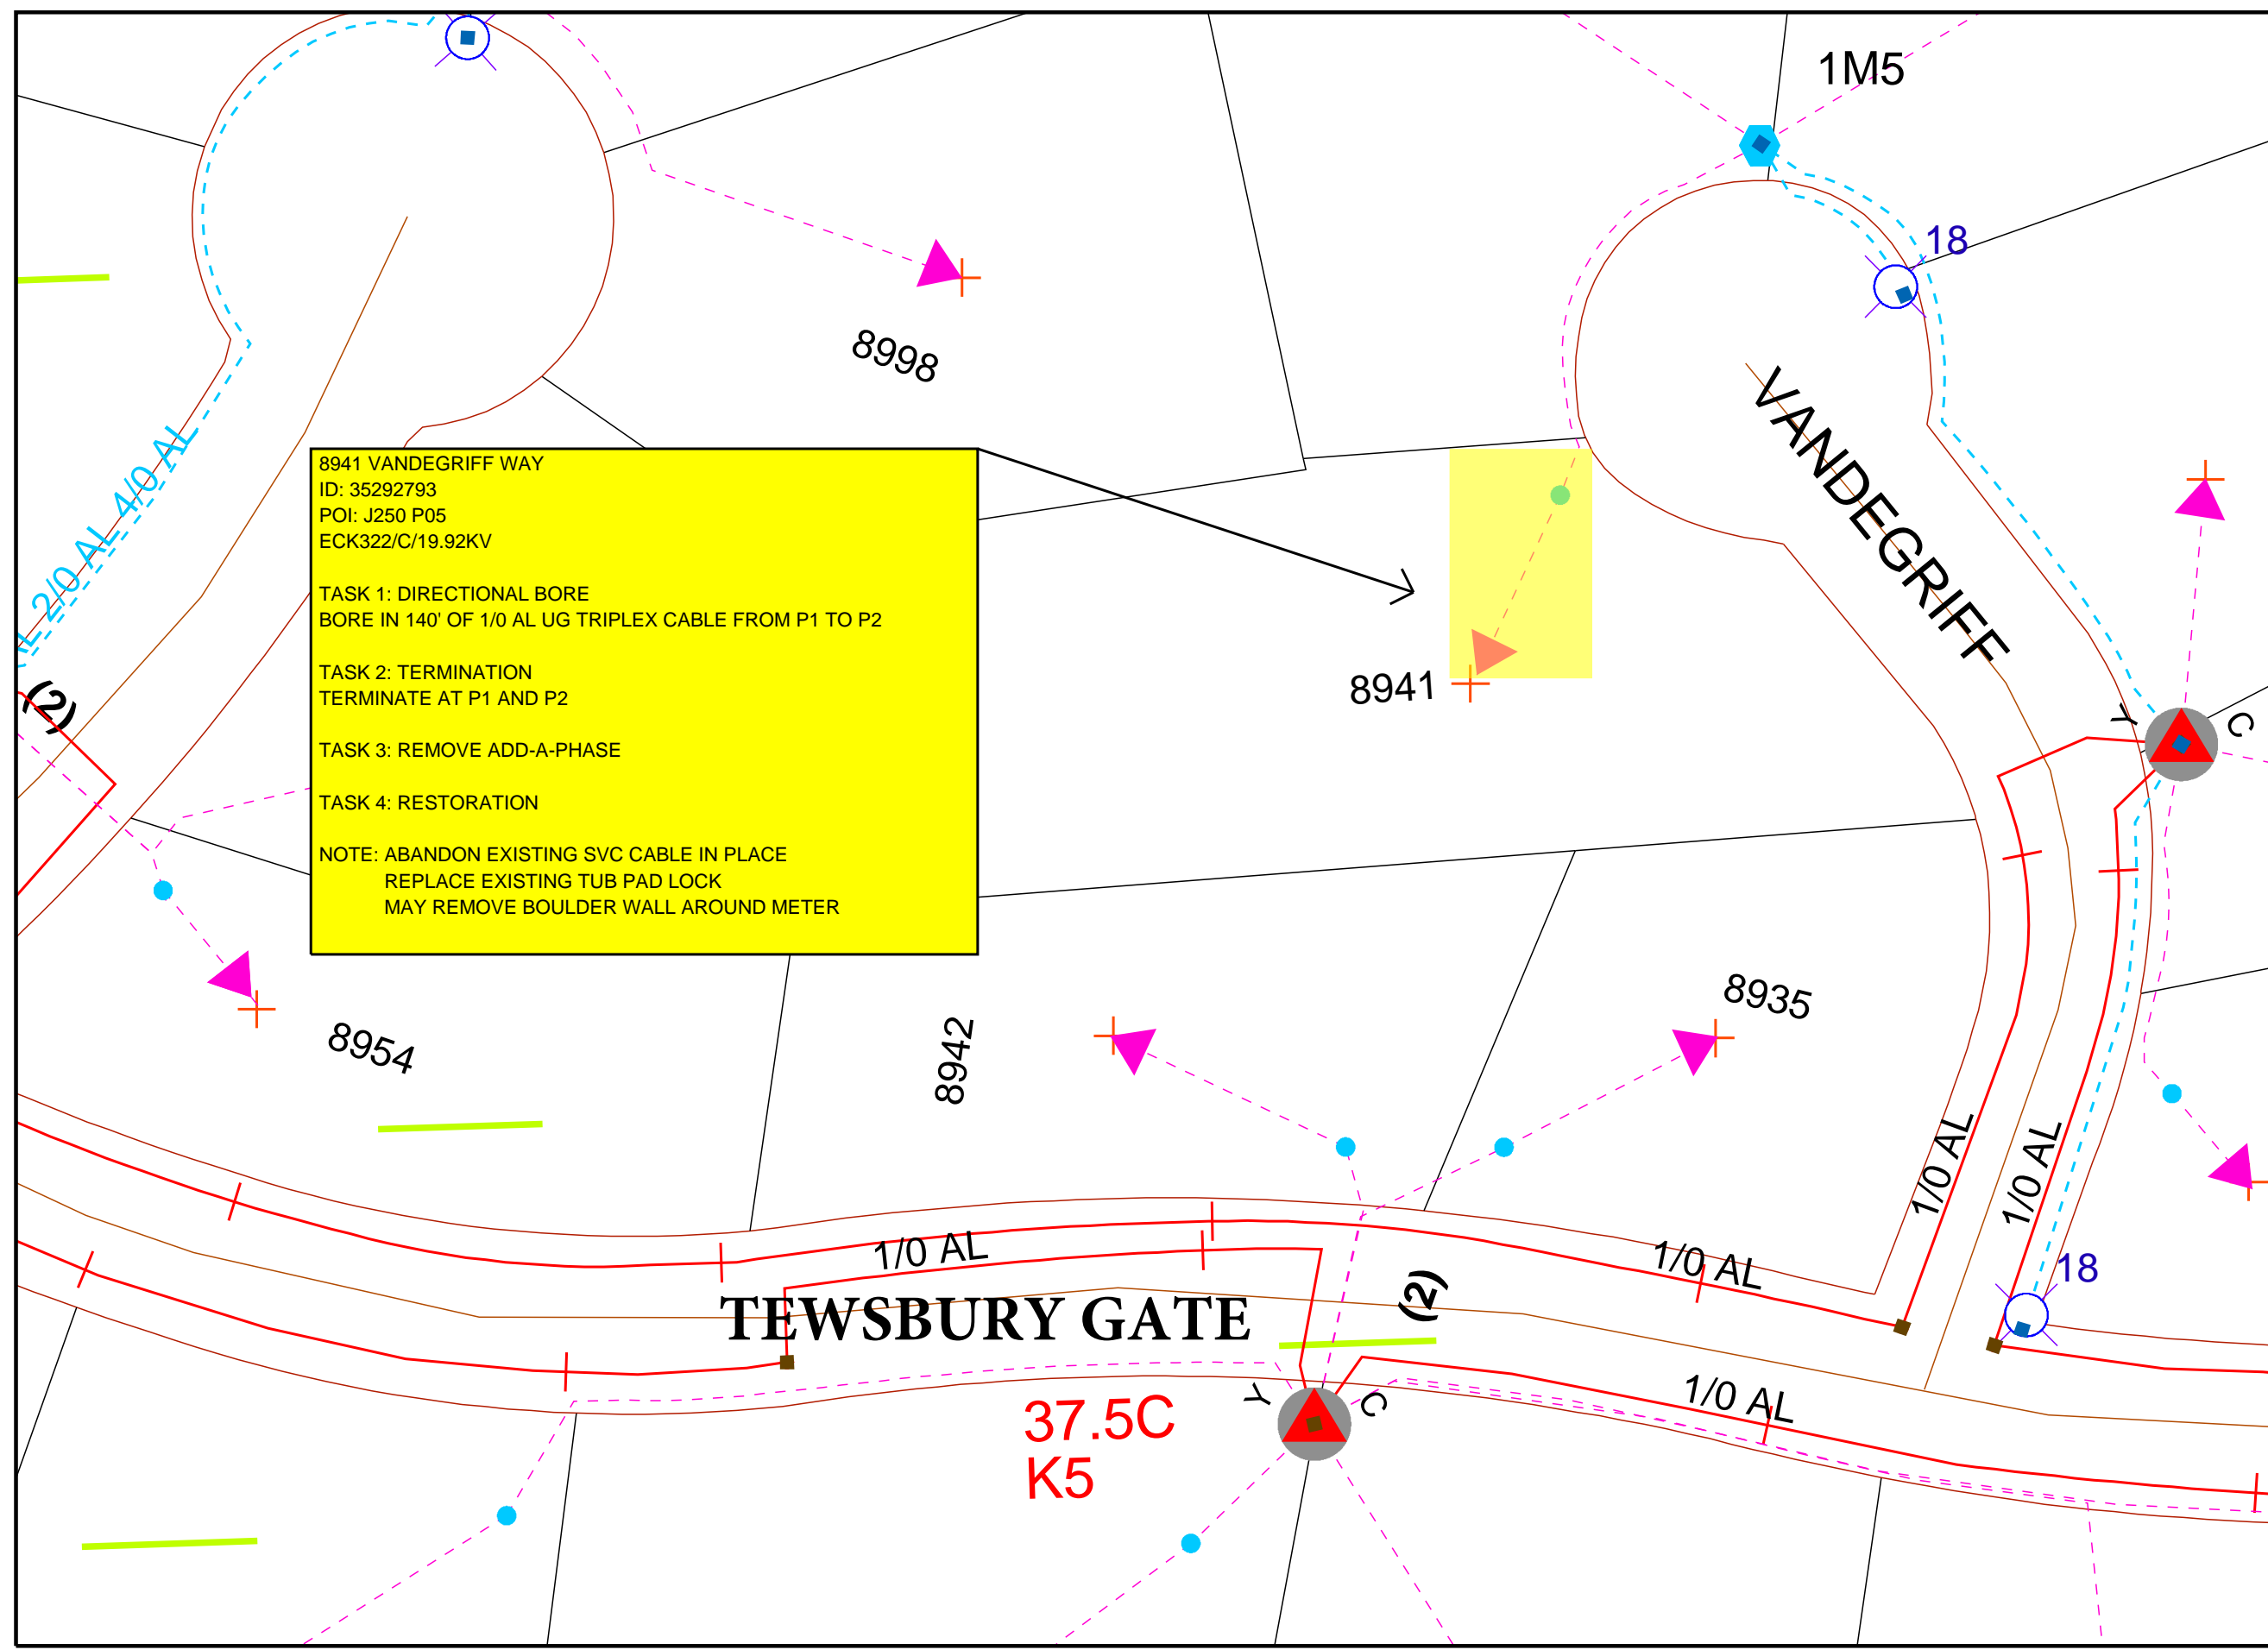 1M5
18
8998
VANDEGRIFF
2/0 AL 4/0 AL
8941 VANDEGRIFF WAY
ID: 35292793
POI: J250 P05
ECK322/C/19.92KV
TASK 1: DIRECTIONAL BORE
BORE IN 140' OF 1/0 AL UG TRIPLEX CABLE FROM P1 TO P2
TASK 2: TERMINATION
TERMINATE AT P1 AND P2
TASK 3: REMOVE ADD-A-PHASE
TASK 4: RESTORATION
NOTE: ABANDON EXISTING SVC CABLE IN PLACE
REPLACE EXISTING TUB PAD LOCK
MAY REMOVE BOULDER WALL AROUND METER
8941
(2)
Y
C
8935
8954
8942
1/0 AL
1/0 AL
1/0 AL
1/0 AL
18
TEWSBURY GATE
(2)
Y
C
1/0 AL
37.5C
K5